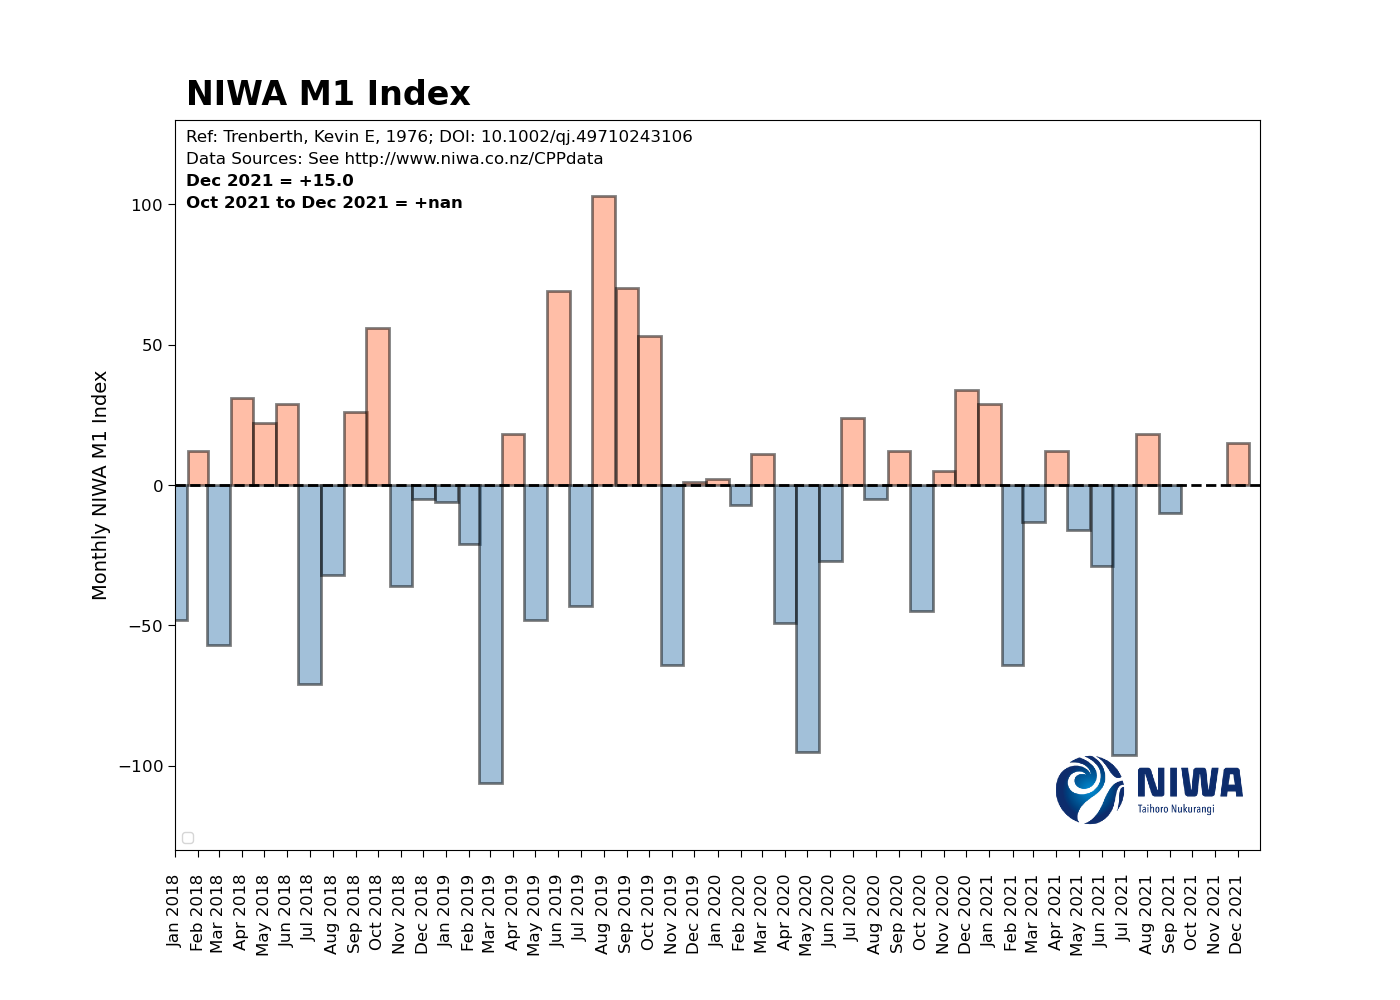 NIWA M1 Index
Ref: Trenberth, Kevin E, 1976; DOI: 10.1002/qj.49710243106
Data Sources: See http://www.niwa.co.nz/CPPdata
Dec 2021 = +15.0
Oct 2021 to Dec 2021 = +nan
Monthly NIWA M1 Index
100
50
0
−50
−100
NIWA
Taihoro Nukurangi
Jan 2018
Feb 2018
Mar 2018
Apr 2018
May 2018
Jun 2018
Jul 2018
Aug 2018
Sep 2018
Oct 2018
Nov 2018
Dec 2018
Jan 2019
Feb 2019
Mar 2019
Apr 2019
May 2019
Jun 2019
Jul 2019
Aug 2019
Sep 2019
Oct 2019
Nov 2019
Dec 2019
Jan 2020
Feb 2020
Mar 2020
Apr 2020
May 2020
Jun 2020
Jul 2020
Aug 2020
Sep 2020
Oct 2020
Nov 2020
Dec 2020
Jan 2021
Feb 2021
Mar 2021
Apr 2021
May 2021
Jun 2021
Jul 2021
Aug 2021
Sep 2021
Oct 2021
Nov 2021
Dec 2021